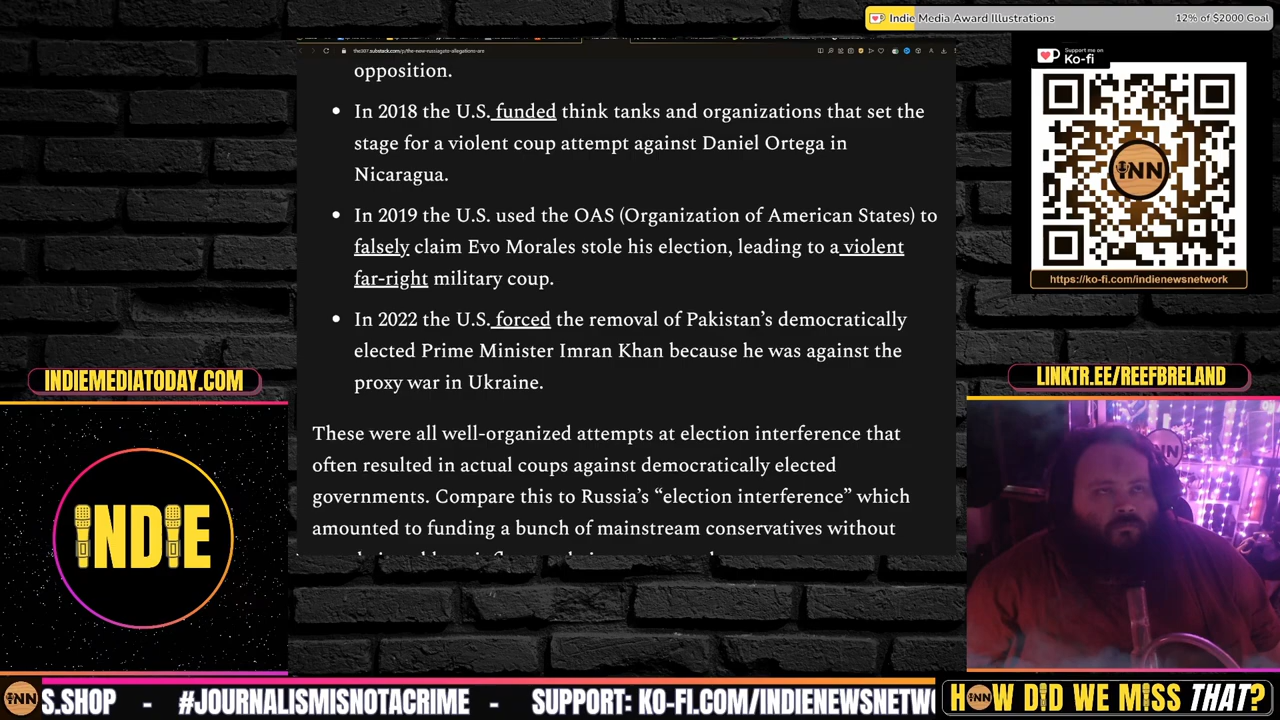 Indie Media Award Illustrations
12% of $2000 Goal
Support me on
Ko-fi
iNN
https://ko-fi.com/indienewsnetwork
opposition.
• In 2018 the U.S. funded think tanks and organizations that set the
stage for a violent coup attempt against Daniel Ortega in
Nicaragua.
• In 2019 the U.S. used the OAS (Organization of American States) to
falsely claim Evo Morales stole his election, leading to a violent
far-right military coup.
• In 2022 the U.S. forced the removal of Pakistan’s democratically
elected Prime Minister Imran Khan because he was against the
proxy war in Ukraine.
These were all well-organized attempts at election interference that
often resulted in actual coups against democratically elected
governments. Compare this to Russia’s “election interference” which
amounted to funding a bunch of mainstream conservatives without
INDIEMEDIATODAY.COM
LINKTR.EE/REEFBRELAND
INDIE
iNN
S.SHOP - #JOURNALISMISNOTACRIME - SUPPORT: KO-FI.COM/INDIENEWSNETW
HOW DID WE MISS THAT?